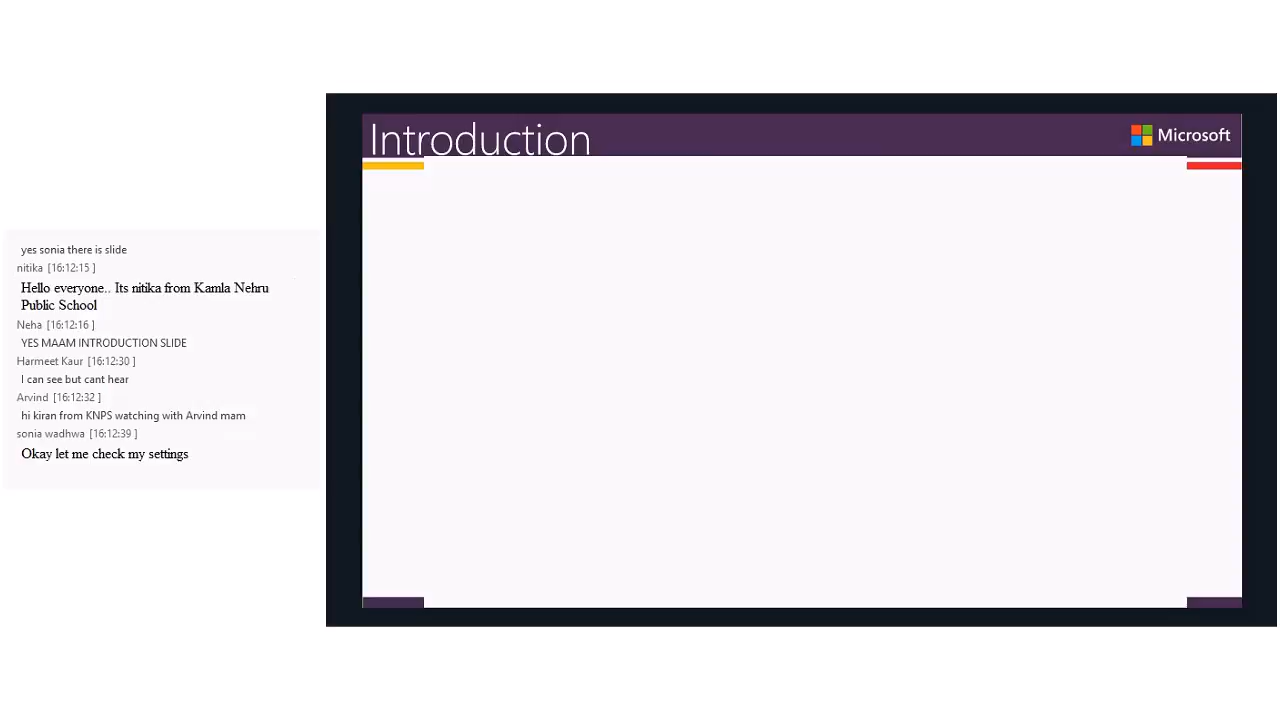 yes sonia there is slide
nitika [16:12:15 ]
Hello everyone.. Its nitika from Kamla Nehru
Public School
Neha [16:12:16 ]
YES MAAM INTRODUCTION SLIDE
Harmeet Kaur [16:12:30 ]
I can see but cant hear
Arvind [16:12:32 ]
hi kiran from KNPS watching with Arvind mam
sonia wadhwa [16:12:39 ]
Okay let me check my settings
Introduction
Microsoft